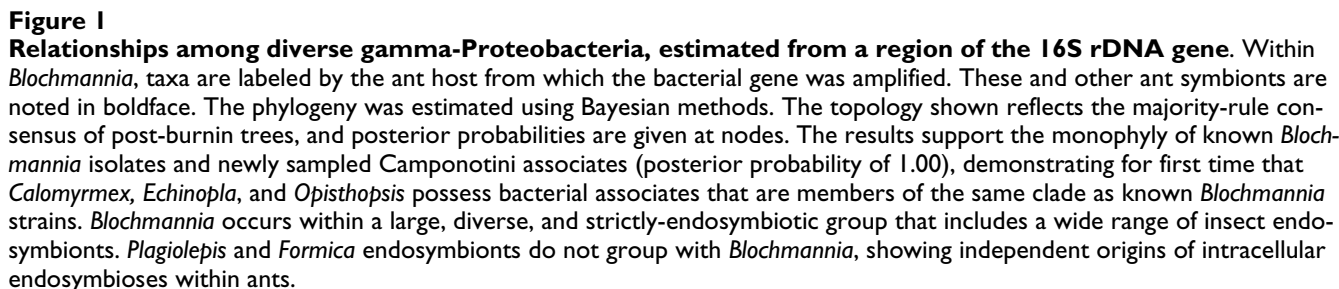 Figure 1
Relationships among diverse gamma-Proteobacteria, estimated from a region of the 16S rDNA gene. Within
Blochmannia, taxa are labeled by the ant host from which the bacterial gene was amplified. These and other ant symbionts are
noted in boldface. The phylogeny was estimated using Bayesian methods. The topology shown reflects the majority-rule con-
sensus of post-burnin trees, and posterior probabilities are given at nodes. The results support the monophyly of known Bloch-
mannia isolates and newly sampled Camponotini associates (posterior probability of 1.00), demonstrating for first time that
Calomyrmex, Echinopla, and Opisthopsis possess bacterial associates that are members of the same clade as known Blochmannia
strains. Blochmannia occurs within a large, diverse, and strictly-endosymbiotic group that includes a wide range of insect endo-
symbionts. Plagiolepis and Formica endosymbionts do not group with Blochmannia, showing independent origins of intracellular
endosymbioses within ants.